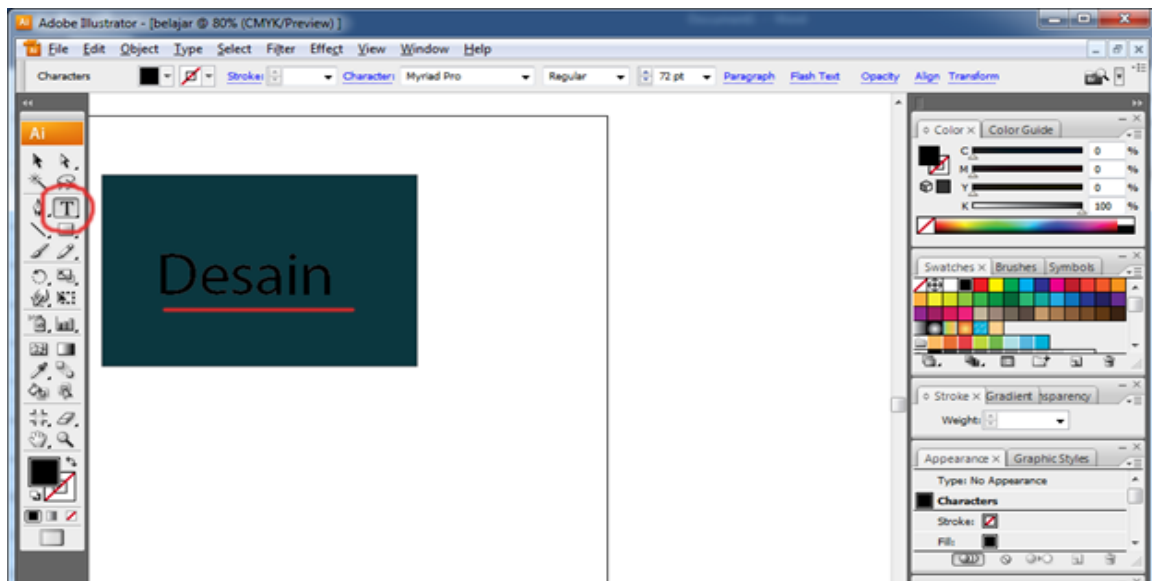 Ai Adobe Illustrator - [belajar @ 80% (CMYK/Preview) ]
File Edit Object Type Select Filter Effect View Window Help
Characters Stroke: Character: Myriad Pro Regular 72 pt Paragraph Flash Text Opacity Align Transform
Ai
T
Desain
Color × Color Guide
C 0 %
M 0 %
Y 0 %
K 100 %
Swatches × Brushes Symbols
Stroke × Gradient
Weight:
Appearance × Graphic Styles
Type: No Appearance
Characters
Stroke:
Fill: